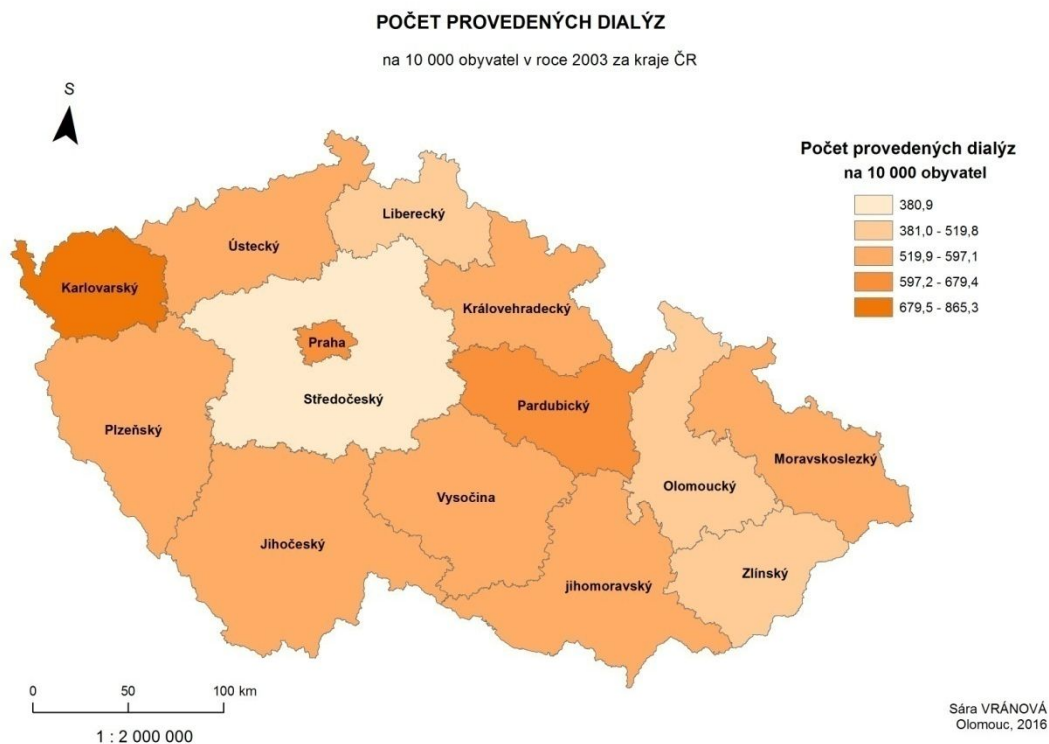 POČET PROVEDENÝCH DIALÝZ
na 10 000 obyvatel v roce 2003 za kraje ČR
S
Počet provedených dialýz
na 10 000 obyvatel
380,9
381,0 - 519,8
519,9 - 597,1
597,2 - 679,4
679,5 - 865,3
Liberecký
Ústecký
Karlovarský
Královehradecký
Praha
Středočeský
Pardubický
Plzeňský
Moravskoslezký
Olomoucký
Vysočina
Jihočeský
Zlínský
jihomoravský
0 50 100 km
1 : 2 000 000
Sára VRÁNOVÁ
Olomouc, 2016